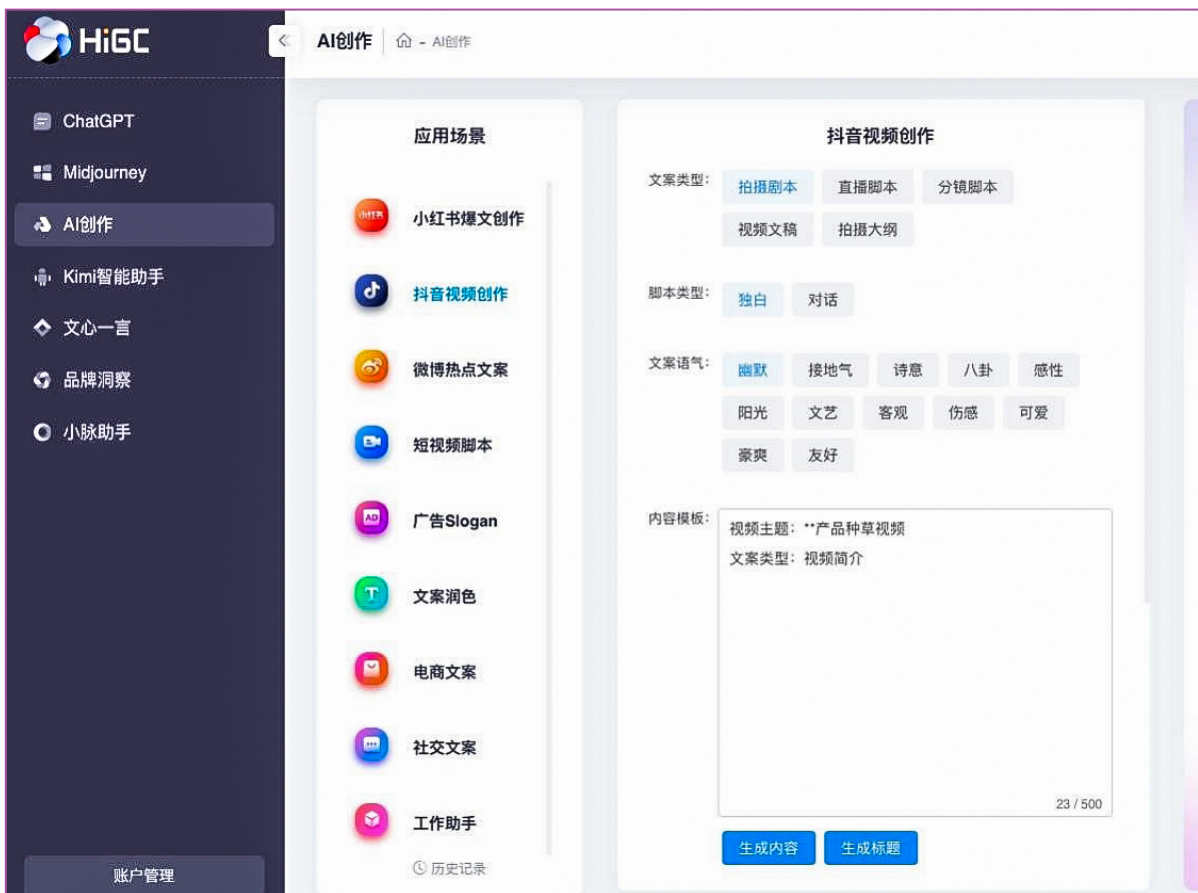 HiGC
ChatGPT
Midjourney
AI创作
Kimi智能助手
文心一言
品牌洞察
小脉助手
账户管理
AI创作 - AI创作
应用场景
小红书
小红书爆文创作
抖音视频创作
微博热点文案
短视频脚本
AD
广告Slogan
T
文案润色
电商文案
社交文案
工作助手
历史记录
抖音视频创作
文案类型: 拍摄剧本 直播脚本 分镜脚本
视频文稿 拍摄大纲
脚本类型: 独白 对话
文案语气: 幽默 接地气 诗意 八卦 感性
阳光 文艺 客观 伤感 可爱
豪爽 友好
内容模板: 视频主题：**产品种草视频
文案类型：视频简介
23 / 500
生成内容 生成标题